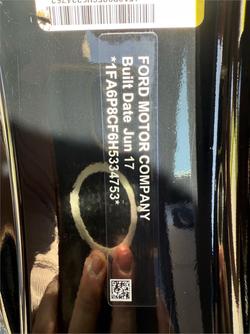 FORD MOTOR COMPANY
Built Date Jun 17
*1FA6P8CF6H5334753*